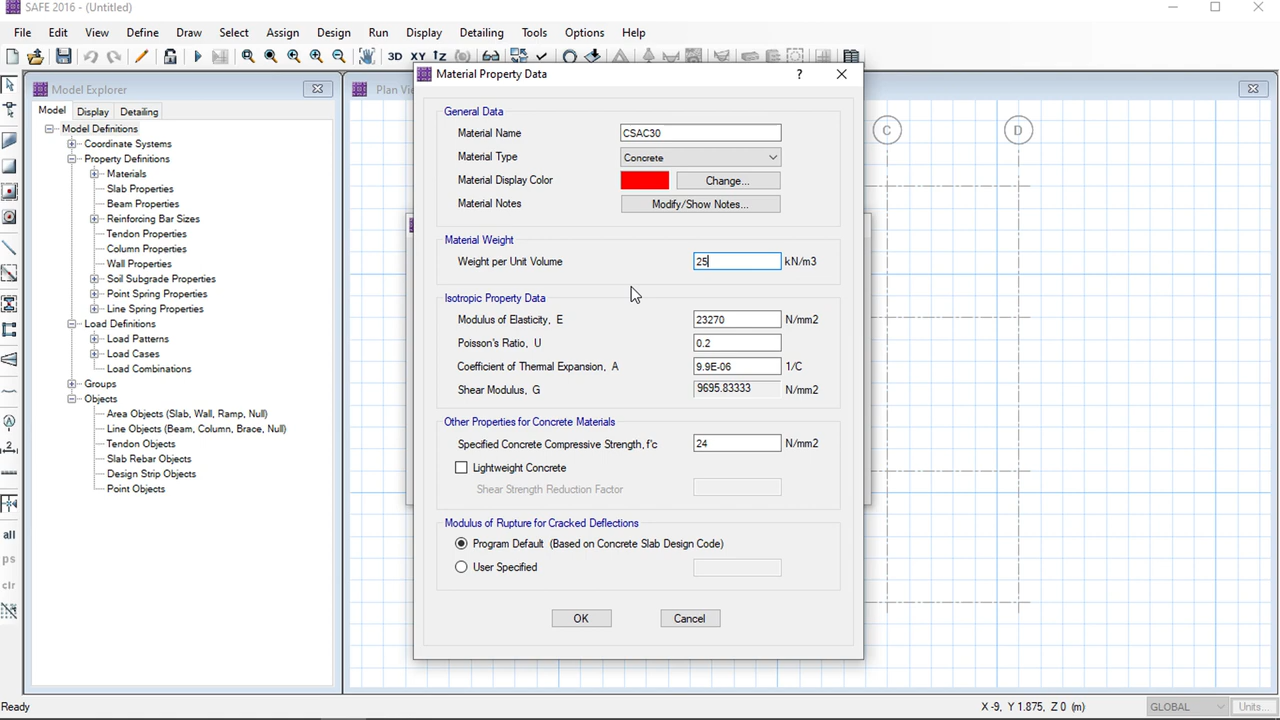 SAFE 2016 - (Untitled)
File Edit View Define Draw Select Assign Design Run Display Detailing Tools Options Help
3D XY
Model Explorer
Model Display Detailing
Model Definitions
Coordinate Systems
Property Definitions
Materials
Slab Properties
Beam Properties
Reinforcing Bar Sizes
Tendon Properties
Column Properties
Wall Properties
Soil Subgrade Properties
Point Spring Properties
Line Spring Properties
Load Definitions
Load Patterns
Load Cases
Load Combinations
Groups
Objects
Area Objects (Slab, Wall, Ramp, Null)
Line Objects (Beam, Column, Brace, Null)
Tendon Objects
Slab Rebar Objects
Design Strip Objects
Point Objects
all
ps
clr
Plan Vi
C D
Material Property Data ?
General Data
Material Name CSAC30
Material Type Concrete
Material Display Color Change...
Material Notes Modify/Show Notes...
Material Weight
Weight per Unit Volume 25 kN/m3
Isotropic Property Data
Modulus of Elasticity, E 23270 N/mm2
Poisson's Ratio, U 0.2
Coefficient of Thermal Expansion, A 9.9E-06 1/C
Shear Modulus, G 9695.83333 N/mm2
Other Properties for Concrete Materials
Specified Concrete Compressive Strength, f'c 24 N/mm2
Lightweight Concrete
Shear Strength Reduction Factor
Modulus of Rupture for Cracked Deflections
Program Default (Based on Concrete Slab Design Code)
User Specified
OK Cancel
Ready X -9, Y 1.875, Z 0 (m) GLOBAL Units...